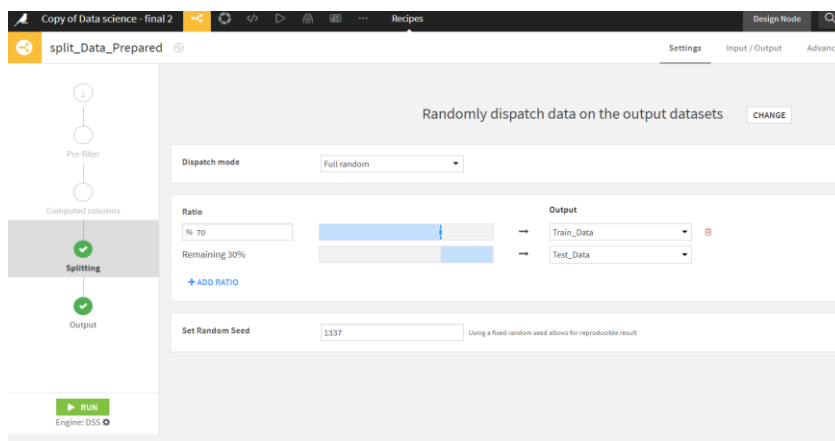 Copy of Data science - final 2 Recipes Design Node
split_Data_Prepared Settings Input / Output Advanc
Randomly dispatch data on the output datasets CHANGE
Pre-filter
Dispatch mode Full random
Computed columns
Ratio Output
% 70 Train_Data
Remaining 30% Test_Data
Splitting
+ ADD RATIO
Output
Set Random Seed 1337 Using a fixed random seed allows for reproducible result
RUN
Engine: DSS